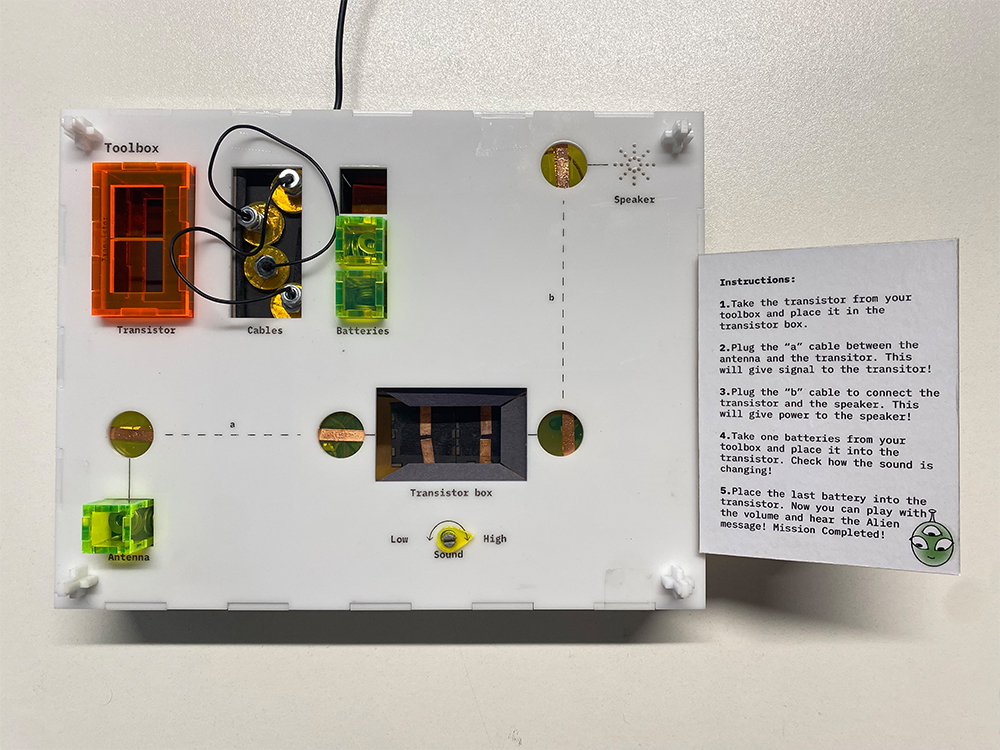 Toolbox
Speaker
Transistor
Cables
Batteries
b
a
Transistor box
Low
High
Sound
Antenna
Instructions:
1.Take the transistor from your
toolbox and place it in the
transistor box.
2.Plug the “a” cable between the
antenna and the transitor. This
will give signal to the transitor!
3.Plug the “b” cable to connect the
transistor and the speaker. This
will give power to the speaker!
4.Take one batteries from your
toolbox and place it into the
transistor. Check how the sound is
changing!
5.Place the last battery into the
transistor. Now you can play with
the volume and hear the Alien
message! Mission Completed!